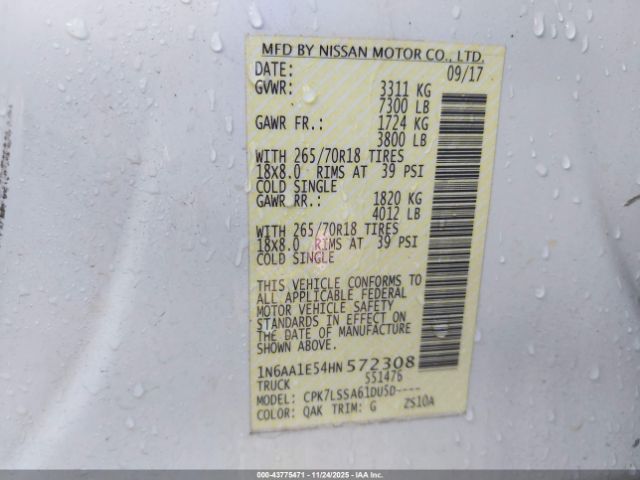 MFD BY NISSAN MOTOR CO., LTD.
DATE: 09/17
GVWR: 3311 KG
7300 LB
GAWR FR.: 1724 KG
3800 LB
WITH 265/70R18 TIRES
18x8.0 RIMS AT 39 PSI
COLD SINGLE
GAWR RR.: 1820 KG
4012 LB
WITH 265/70R18 TIRES
18x8.0 RIMS AT 39 PSI
COLD SINGLE
THIS VEHICLE CONFORMS TO
ALL APPLICABLE FEDERAL
MOTOR VEHICLE SAFETY
STANDARDS IN EFFECT ON
THE DATE OF MANUFACTURE
SHOWN ABOVE.
1N6AA1E54HN 572308
TRUCK 551476
MODEL: CPK7LSSA61DU5D----
COLOR: QAK TRIM: G ZS10A
000-43775471 - 11/24/2025 - IAA Inc.